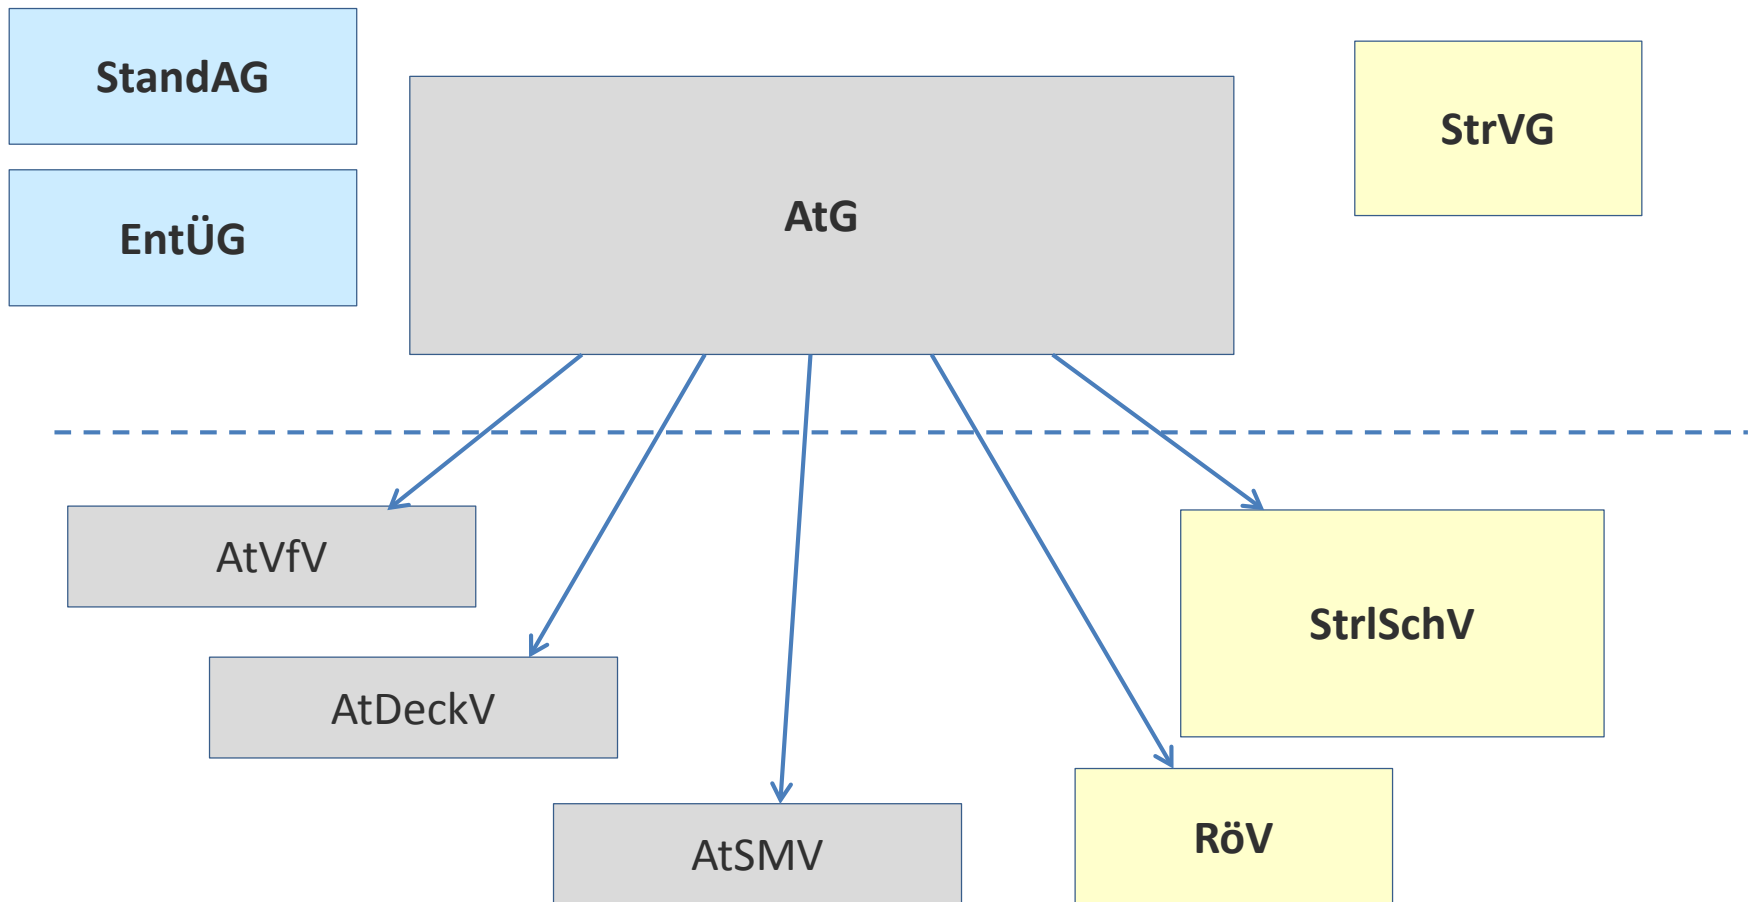 StandAG
EntÜG
AtG
StrVG
AtVfV
AtDeckV
AtSMV
StrlSchV
RöV